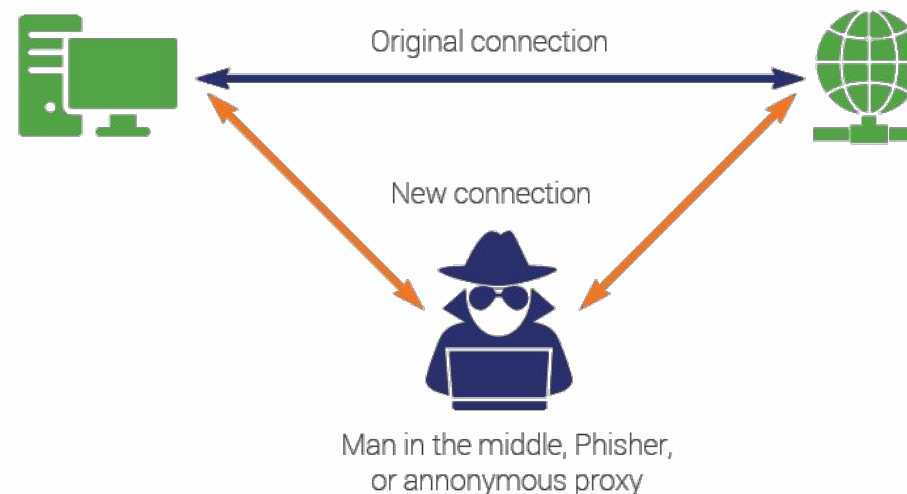 Original connection
New connection
Man in the middle, Phisher,
or annonymous proxy